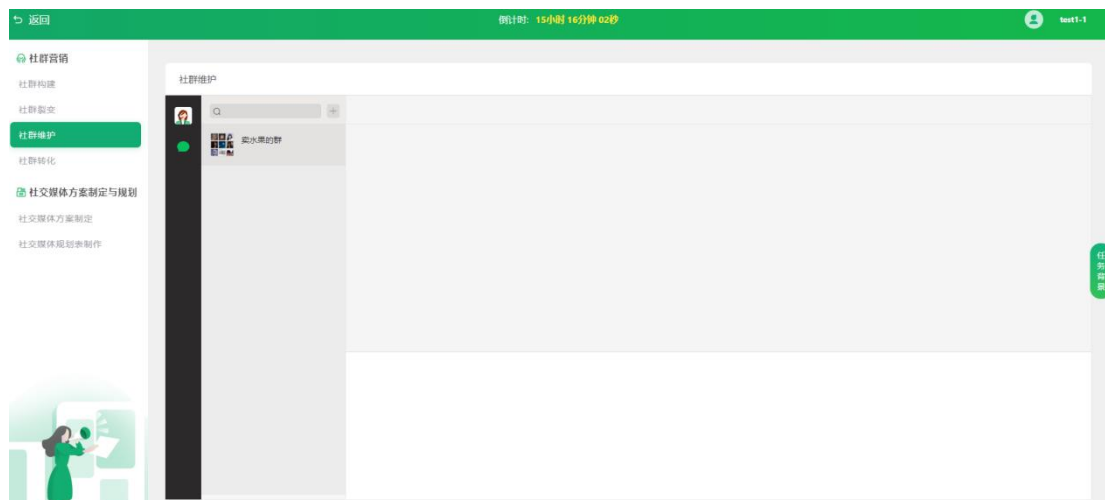 返回
倒计时: 15小时 16分钟 02秒
test1-1
社群营销
社群构建
社群裂变
社群维护
社群转化
社交媒体方案制定与规划
社交媒体方案制定
社交媒体规划表制作
社群维护
卖水果的群
任务背景